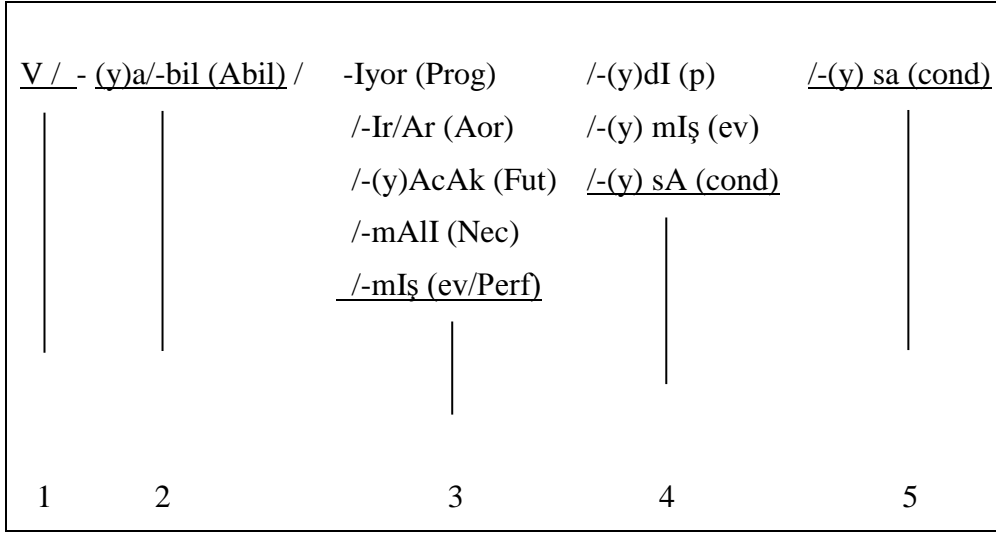 V / - (y)a/-bil (Abil) / -Iyor (Prog) /-(y)dI (p) /-(y) sa (cond)
/-Ir/Ar (Aor) /-(y) mIş (ev)
/-(y)AcAk (Fut) /-(y) sA (cond)
/-mAlI (Nec)
/-mIş (ev/Perf)
1 2 3 4 5